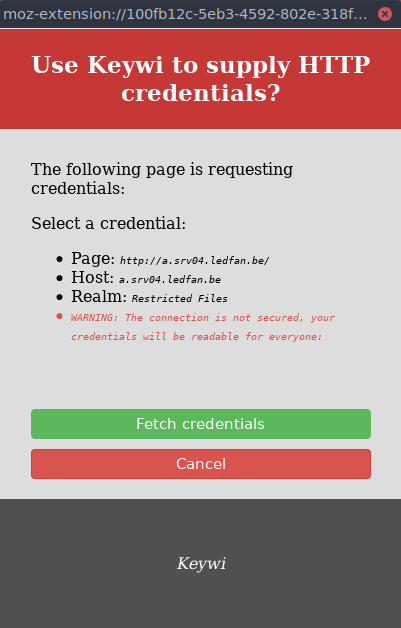 moz-extension://100fb12c-5eb3-4592-802e-318f…
Use Keywi to supply HTTP
credentials?
The following page is requesting
credentials:
Select a credential:
Page: http://a.srv04.ledfan.be/
Host: a.srv04.ledfan.be
Realm: Restricted Files
WARNING: The connection is not secured, your
credentials will be readable for everyone:
Fetch credentials
Cancel
Keywi